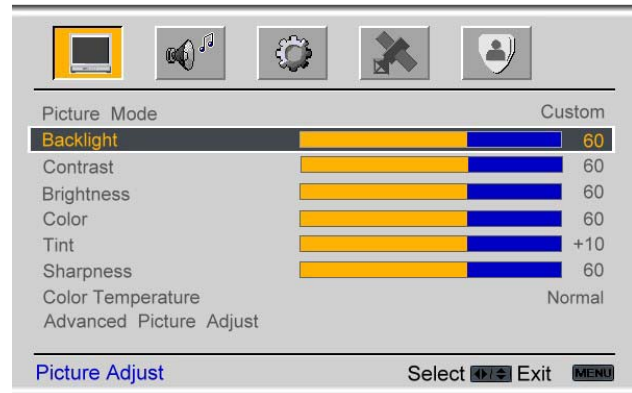 Picture Mode Custom
Backlight 60
Contrast 60
Brightness 60
Color 60
Tint +10
Sharpness 60
Color Temperature Normal
Advanced Picture Adjust
Picture Adjust Select Exit MENU